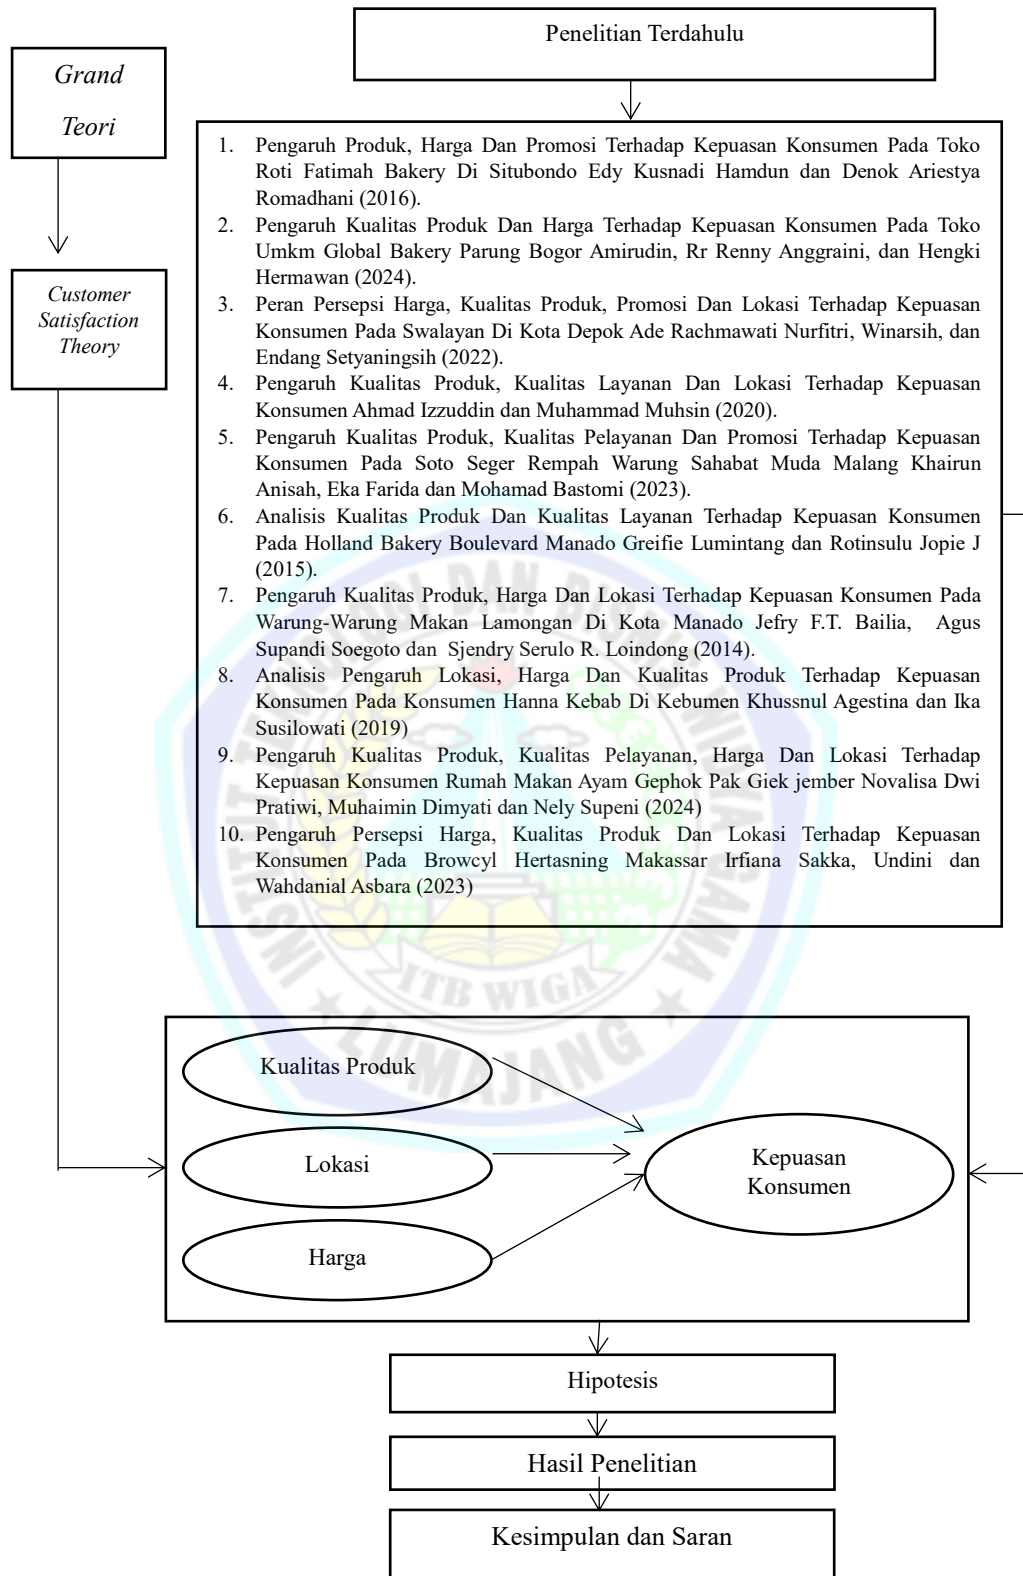 Penelitian Terdahulu
Grand
Teori
Customer
Satisfaction
Theory
1. Pengaruh Produk, Harga Dan Promosi Terhadap Kepuasan Konsumen Pada Toko
Roti Fatimah Bakery Di Situbondo Edy Kusnadi Hamdun dan Denok Ariestya
Romadhani (2016).
2. Pengaruh Kualitas Produk Dan Harga Terhadap Kepuasan Konsumen Pada Toko
Umkm Global Bakery Parung Bogor Amirudin, Rr Renny Anggraini, dan Hengki
Hermawan (2024).
3. Peran Persepsi Harga, Kualitas Produk, Promosi Dan Lokasi Terhadap Kepuasan
Konsumen Pada Swalayan Di Kota Depok Ade Rachmawati Nurfitri, Winarsih, dan
Endang Setyaningsih (2022).
4. Pengaruh Kualitas Produk, Kualitas Layanan Dan Lokasi Terhadap Kepuasan
Konsumen Ahmad Izzuddin dan Muhammad Muhsin (2020).
5. Pengaruh Kualitas Produk, Kualitas Pelayanan Dan Promosi Terhadap Kepuasan
Konsumen Pada Soto Seger Rempah Warung Sahabat Muda Malang Khairun
Anisah, Eka Farida dan Mohamad Bastomi (2023).
6. Analisis Kualitas Produk Dan Kualitas Layanan Terhadap Kepuasan Konsumen
Pada Holland Bakery Boulevard Manado Greifie Lumintang dan Rotinsulu Jopie J
(2015).
7. Pengaruh Kualitas Produk, Harga Dan Lokasi Terhadap Kepuasan Konsumen Pada
Warung-Warung Makan Lamongan Di Kota Manado Jefry F.T. Bailia, Agus
Supandi Soegoto dan Sjendry Serulo R. Loindong (2014).
8. Analisis Pengaruh Lokasi, Harga Dan Kualitas Produk Terhadap Kepuasan
Konsumen Pada Konsumen Hanna Kebab Di Kebumen Khussnul Agestina dan Ika
Susilowati (2019)
9. Pengaruh Kualitas Produk, Kualitas Pelayanan, Harga Dan Lokasi Terhadap
Kepuasan Konsumen Rumah Makan Ayam Gephok Pak Giek jember Novalisa Dwi
Pratiwi, Muhaimin Dimyati dan Nely Supeni (2024)
10. Pengaruh Persepsi Harga, Kualitas Produk Dan Lokasi Terhadap Kepuasan
Konsumen Pada Browcyl Hertasning Makassar Irfiana Sakka, Undini dan
Wahdanial Asbara (2023)
INSTITUT TEKNOLOGI DAN BISNIS WIDYA GAMA
ITB WIGA
LUMAJANG
Kualitas Produk
Lokasi
Harga
Kepuasan
Konsumen
Hipotesis
Hasil Penelitian
Kesimpulan dan Saran